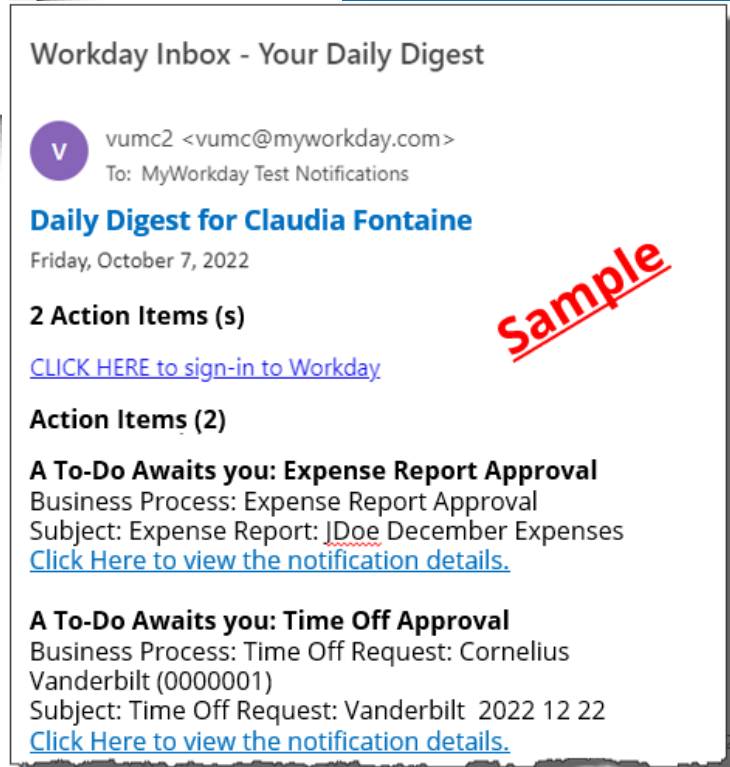 Workday Inbox - Your Daily Digest
V
vumc2 <vumc@myworkday.com>
To: MyWorkday Test Notifications
Daily Digest for Claudia Fontaine
Friday, October 7, 2022
Sample
2 Action Items (s)
CLICK HERE to sign-in to Workday
Action Items (2)
A To-Do Awaits you: Expense Report Approval
Business Process: Expense Report Approval
Subject: Expense Report: JDoe December Expenses
Click Here to view the notification details.
A To-Do Awaits you: Time Off Approval
Business Process: Time Off Request: Cornelius
Vanderbilt (0000001)
Subject: Time Off Request: Vanderbilt  2022 12 22
Click Here to view the notification details.